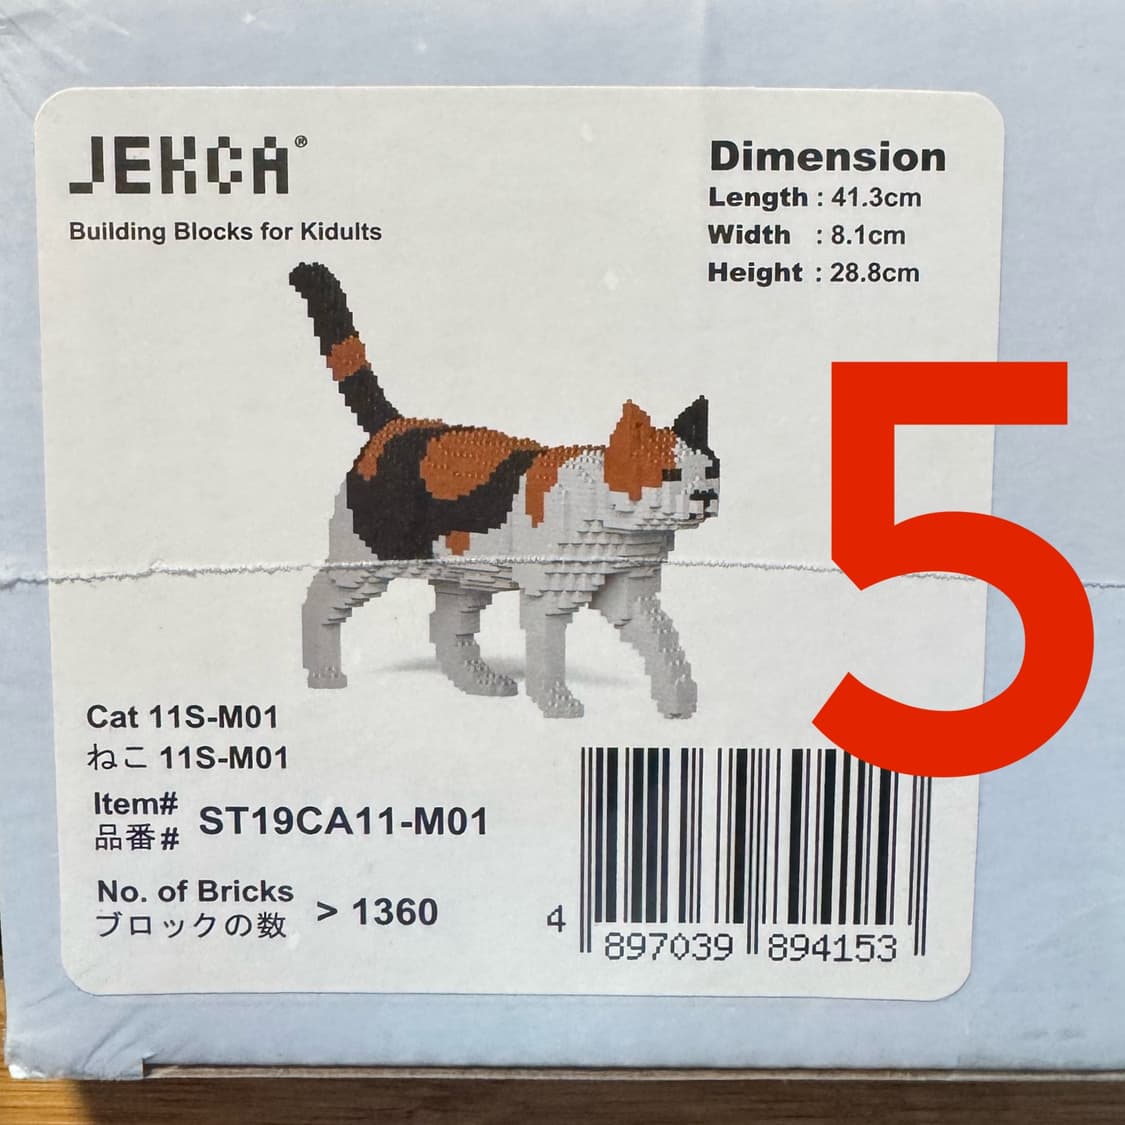 JEKCA®
Building Blocks for Kidults
Dimension
Length : 41.3cm
Width : 8.1cm
Height : 28.8cm
5
Cat 11S-M01
ねこ 11S-M01
Item#
品番#
ST19CA11-M01
No. of Bricks
ブロックの数
> 1360
4 897039 894153